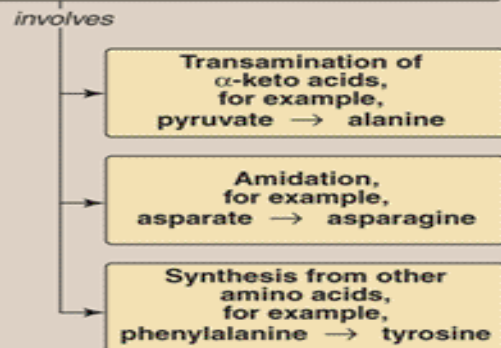 involves
Transamination of
α-keto acids,
for example,
pyruvate → alanine
Amidation,
for example,
asparate → asparagine
Synthesis from other
amino acids,
for example,
phenylalanine → tyrosine